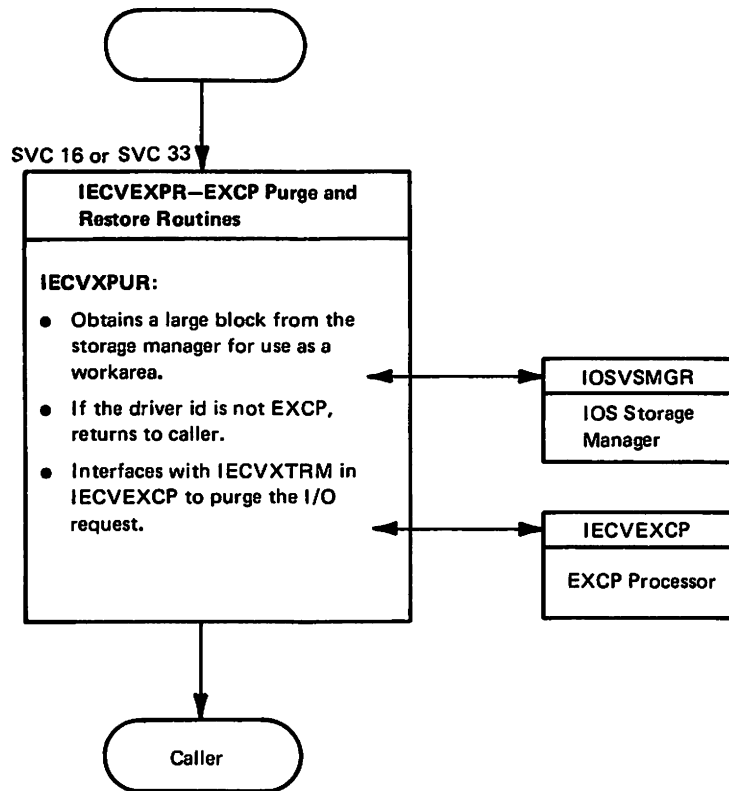 SVC 16 or SVC 33
IECVEXPR—EXCP Purge and
Restore Routines
IECVXPUR:
● Obtains a large block from the
storage manager for use as a
workarea.
● If the driver id is not EXCP,
returns to caller.
● Interfaces with IECVXTRM in
IECVEXCP to purge the I/O
request.
IOSVSMGR
IOS Storage
Manager
IECVEXCP
EXCP Processor
Caller